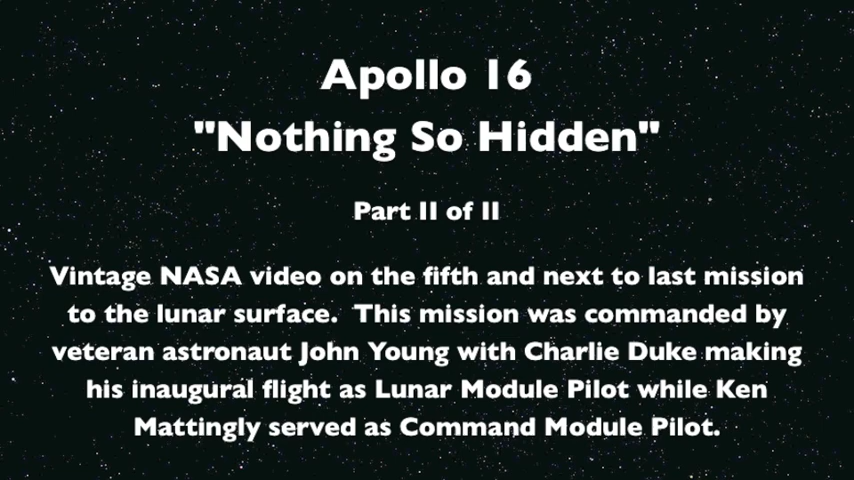 Apollo 16
"Nothing So Hidden"
Part II of II
Vintage NASA video on the fifth and next to last mission
to the lunar surface.  This mission was commanded by
veteran astronaut John Young with Charlie Duke making
his inaugural flight as Lunar Module Pilot while Ken
Mattingly served as Command Module Pilot.